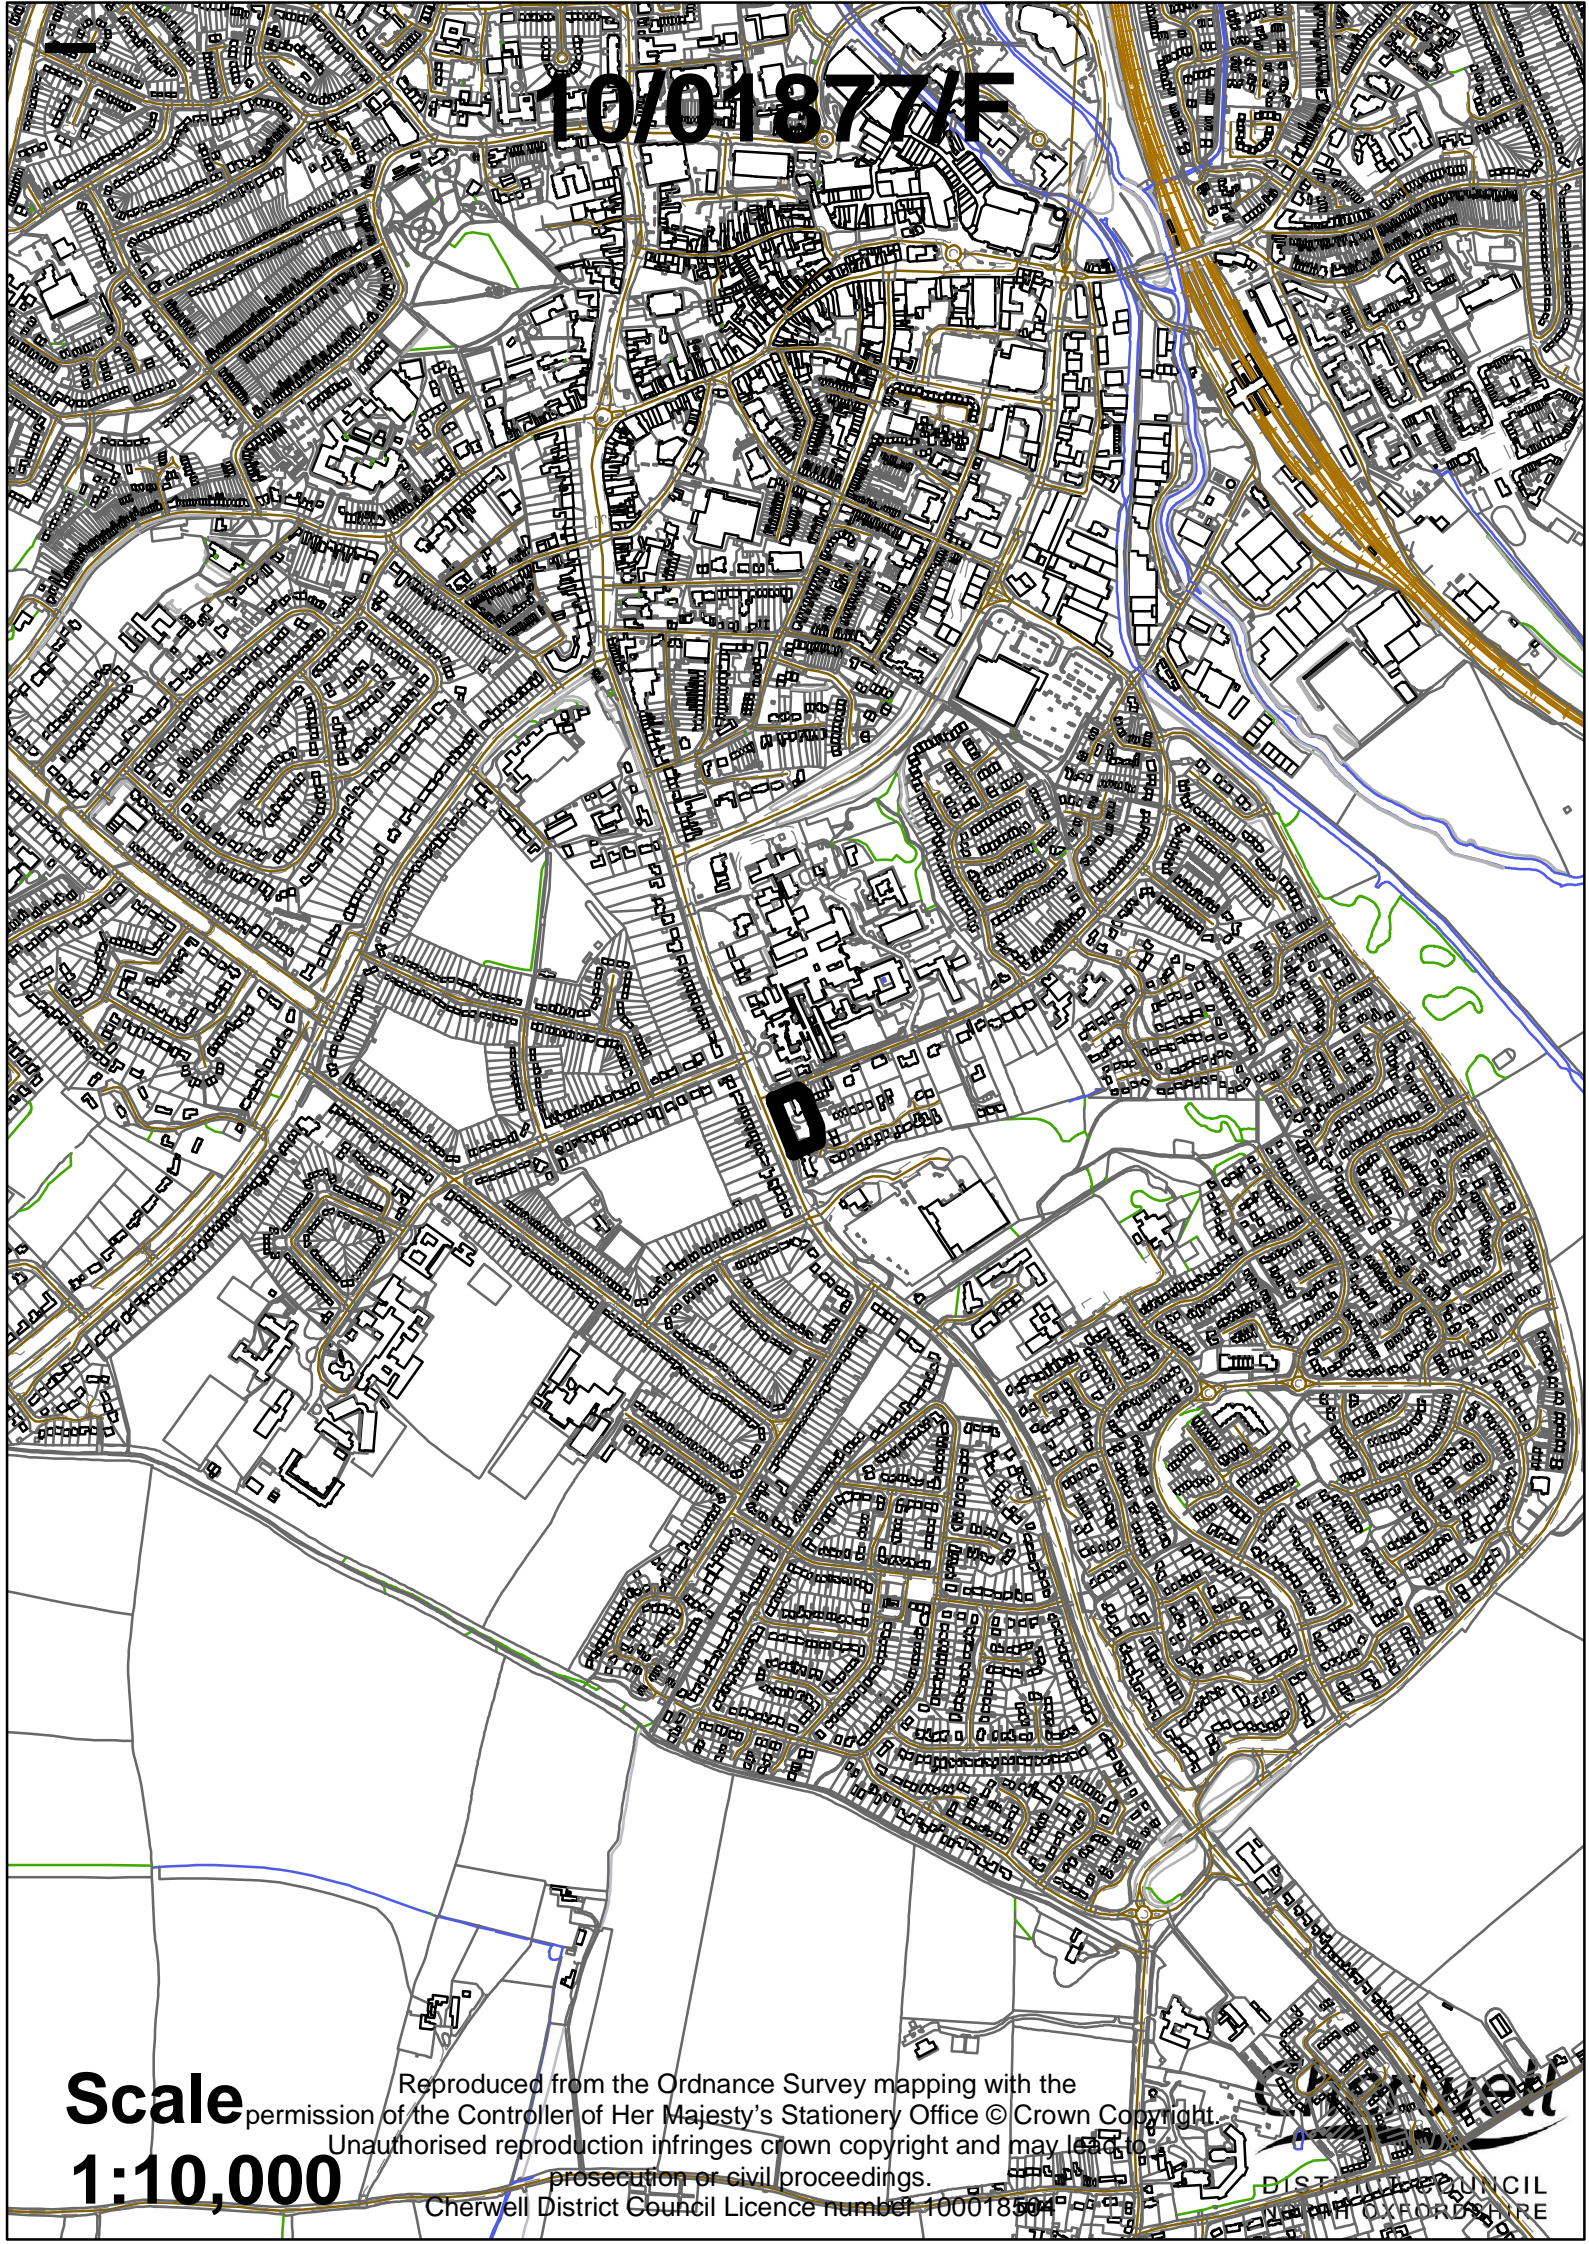 10/01877/F
Scale
1:10,000
Reproduced from the Ordnance Survey mapping with the
permission of the Controller of Her Majesty's Stationery Office © Crown Copyright.
Unauthorised reproduction infringes crown copyright and may lead to
prosecution or civil proceedings.
Cherwell District Council Licence number 100018504
Cherwell
DISTRICT COUNCIL
NORTH OXFORDSHIRE